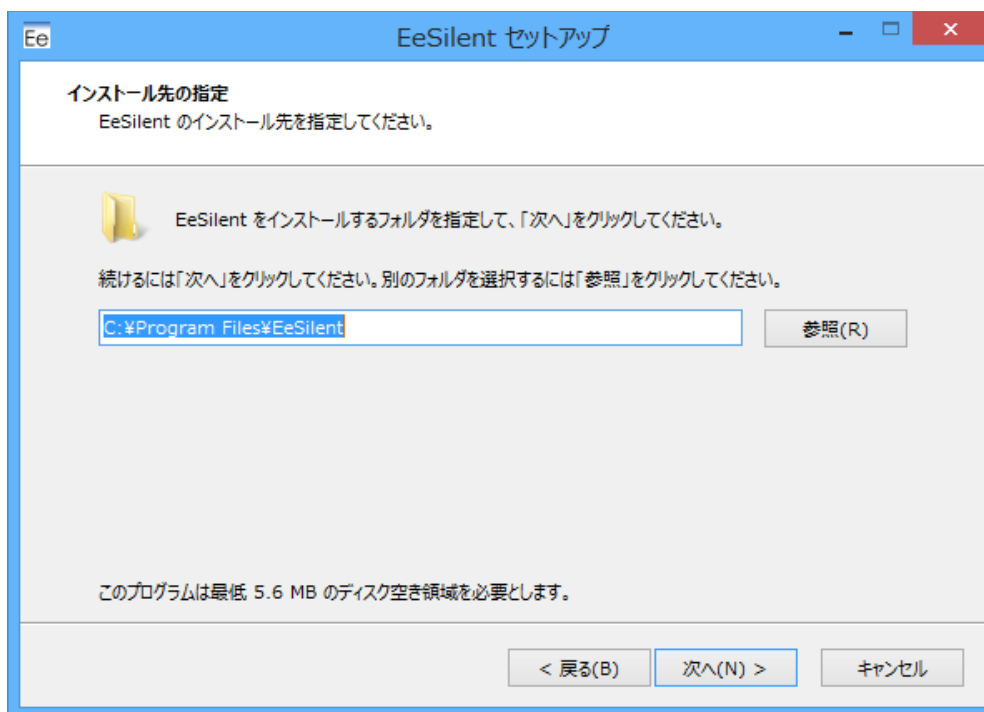 Ee
EeSilent セットアップ
インストール先の指定
EeSilent のインストール先を指定してください。
EeSilent をインストールするフォルダを指定して、「次へ」をクリックしてください。
続けるには「次へ」をクリックしてください。別のフォルダを選択するには「参照」をクリックしてください。
C:¥Program Files¥EeSilent
参照(R)
このプログラムは最低 5.6 MB のディスク空き領域を必要とします。
< 戻る(B)
次へ(N) >
キャンセル